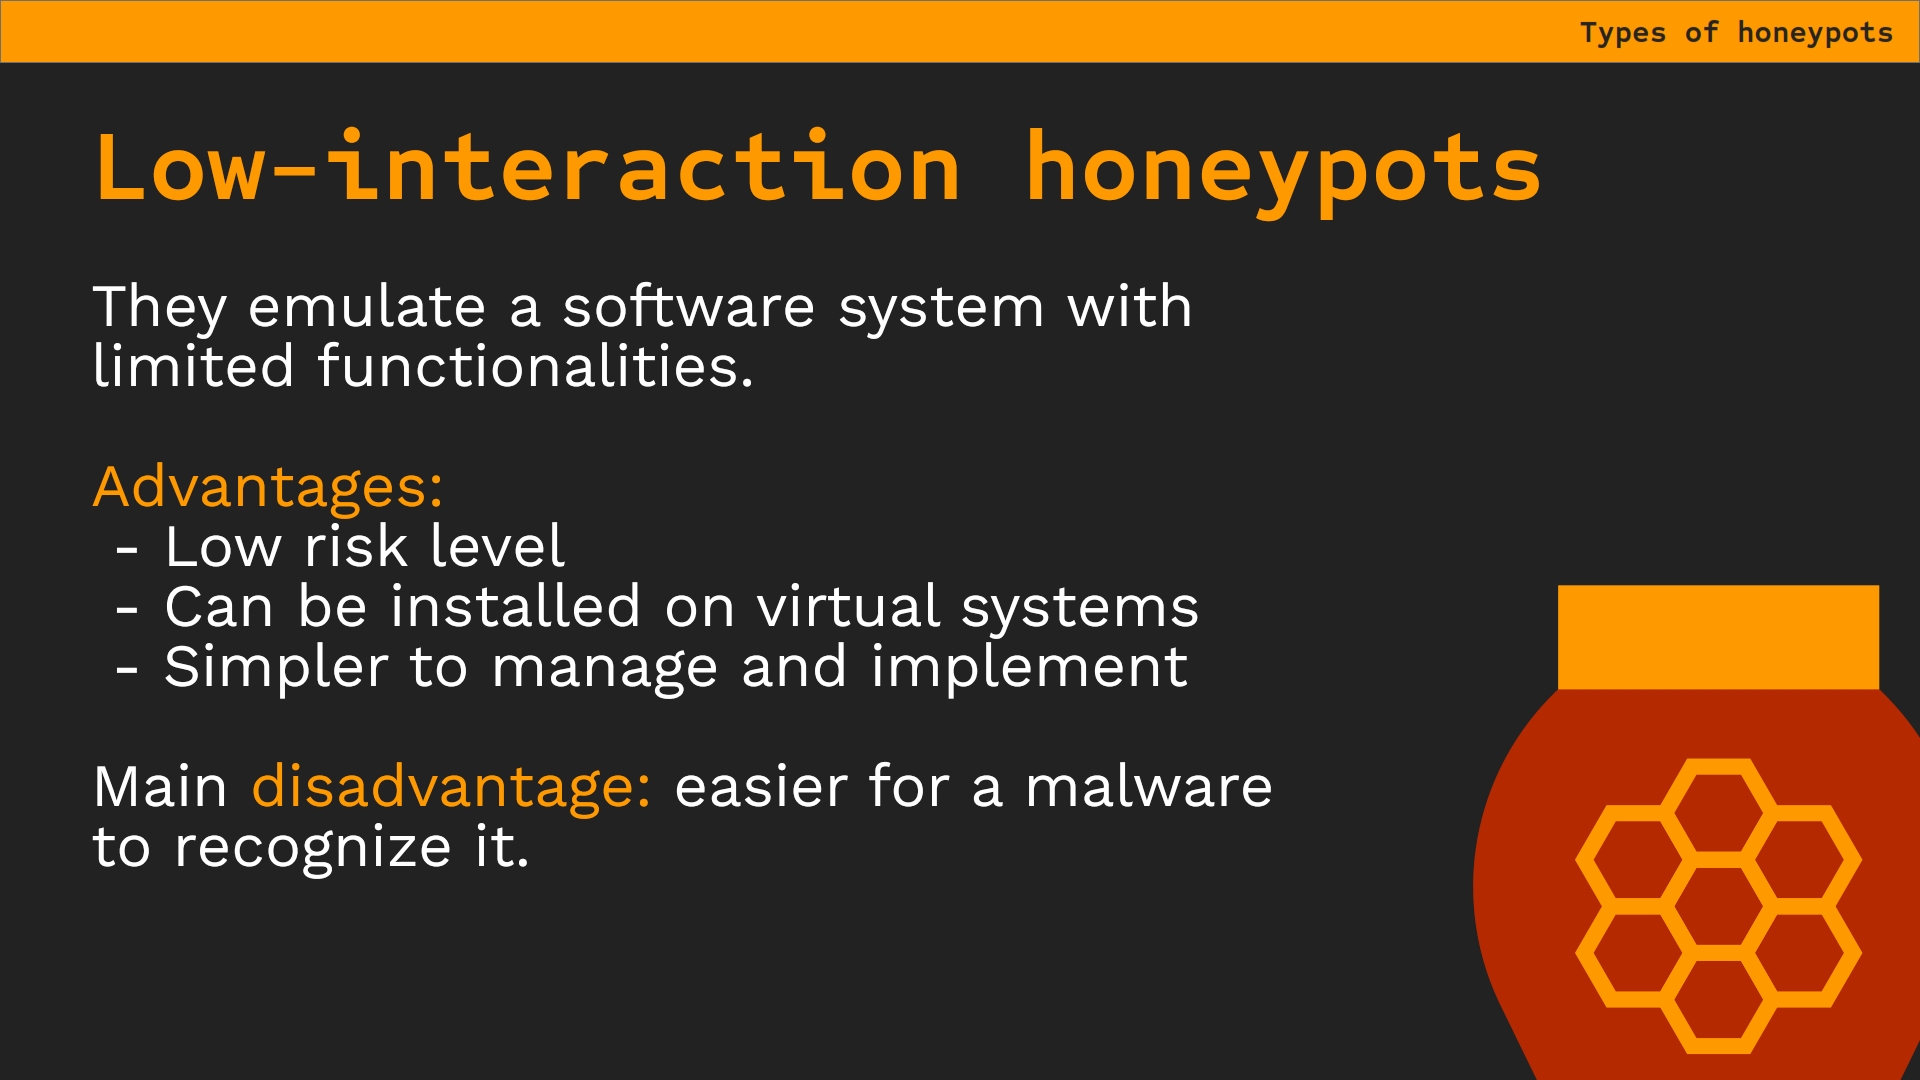 Types of honeypots
Low-interaction honeypots
They emulate a software system with
limited functionalities.
Advantages:
- Low risk level
- Can be installed on virtual systems
- Simpler to manage and implement
Main disadvantage: easier for a malware
to recognize it.